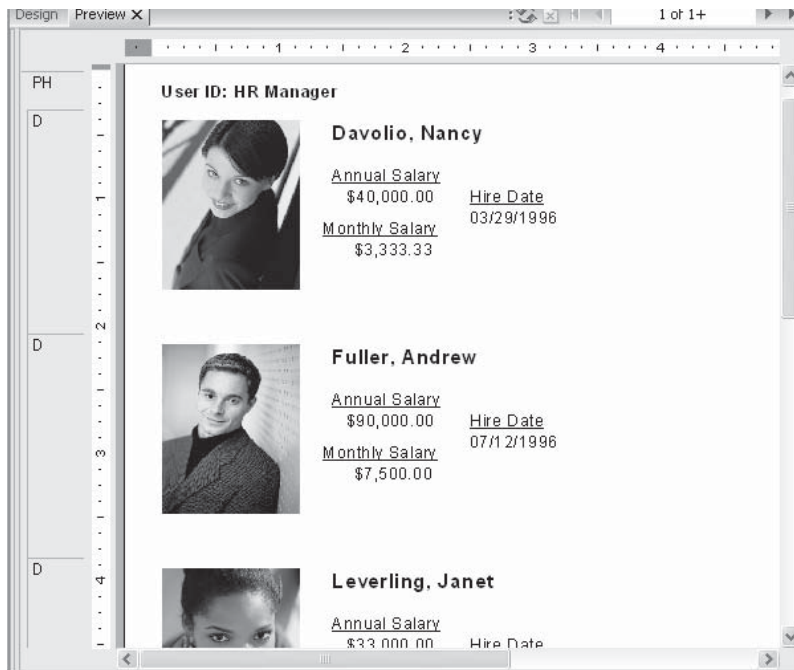 Design Preview X 1 of 1+
1 2 3 4
PH
User ID: HR Manager
D
Davolio, Nancy
Annual Salary
$40,000.00 Hire Date
1
03/29/1996
Monthly Salary
$3,333.33
2
D
Fuller, Andrew
Annual Salary
$90,000.00 Hire Date
07/12/1996
3
Monthly Salary
$7,500.00
D
4
Leverling, Janet
Annual Salary
$33,000.00 Hire Date